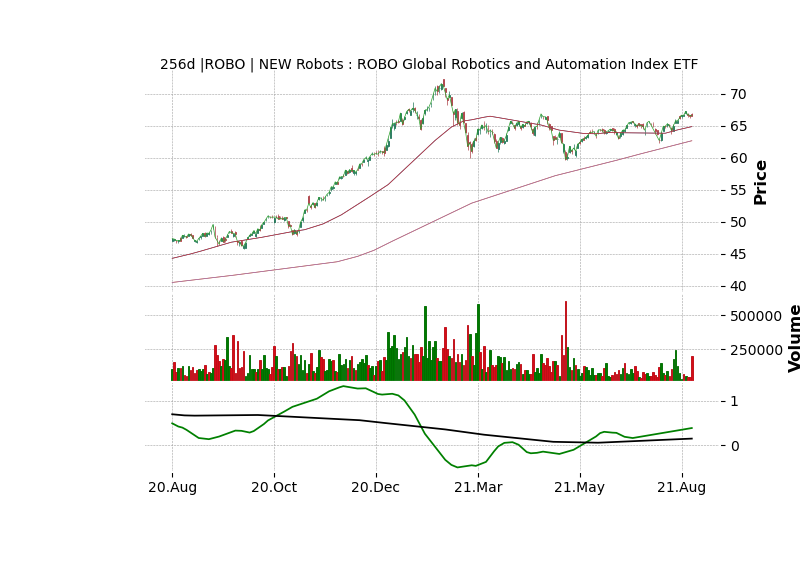 256d |ROBO | NEW Robots : ROBO Global Robotics and Automation Index ETF
70
65
60
55
50
45
40
Price
500000
250000
Volume
1
0
20.Aug 20.Oct 20.Dec 21.Mar 21.May 21.Aug